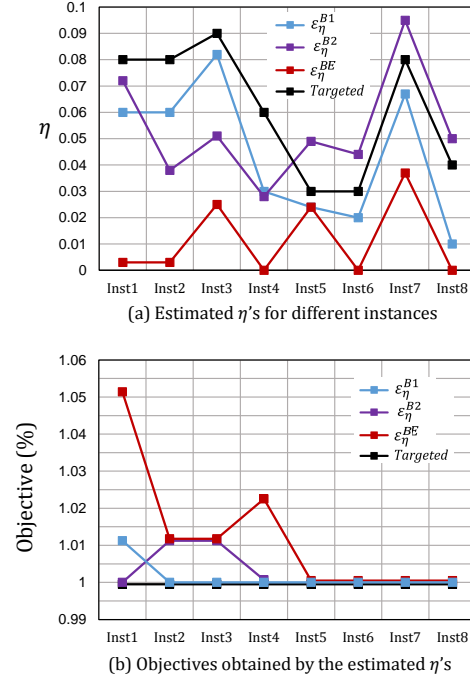 0.1
0.09
0.08
0.07
0.06
0.05
0.04
0.03
0.02
0.01
0
η
ε_η^{B1}
ε_η^{B2}
ε_η^{BE}
Targeted
Inst1 Inst2 Inst3 Inst4 Inst5 Inst6 Inst7 Inst8
(a) Estimated η's for different instances
1.06
1.05
1.04
1.03
1.02
1.01
1
0.99
Objective (%)
ε_η^{B1}
ε_η^{B2}
ε_η^{BE}
Targeted
Inst1 Inst2 Inst3 Inst4 Inst5 Inst6 Inst7 Inst8
(b) Objectives obtained by the estimated η's